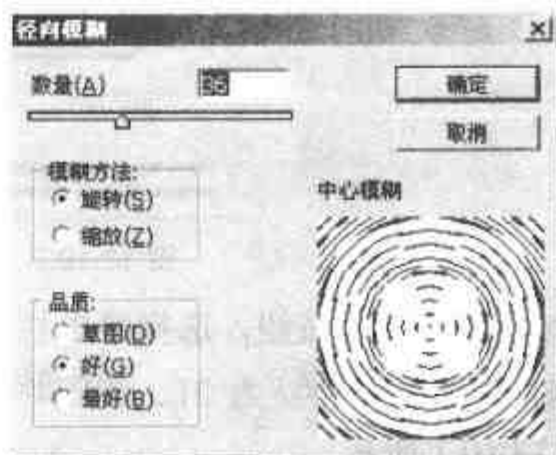 径向模糊
数量(A) 35
确定
取消
模糊方法:
旋转(S)
缩放(Z)
中心模糊
品质:
草图(D)
好(G)
最好(B)